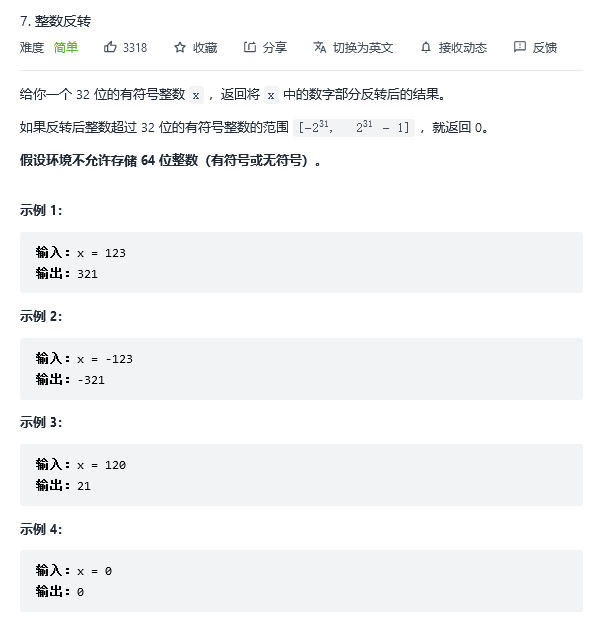 7. 整数反转
难度 简单 3318 收藏 分享 切换为英文 接收动态 反馈
给你一个 32 位的有符号整数 x ，返回将 x 中的数字部分反转后的结果。
如果反转后整数超过 32 位的有符号整数的范围 [−2³¹, 2³¹ − 1] ，就返回 0。
假设环境不允许存储 64 位整数（有符号或无符号）。
示例 1：
输入：x = 123
输出：321
示例 2：
输入：x = -123
输出：-321
示例 3：
输入：x = 120
输出：21
示例 4：
输入：x = 0
输出：0